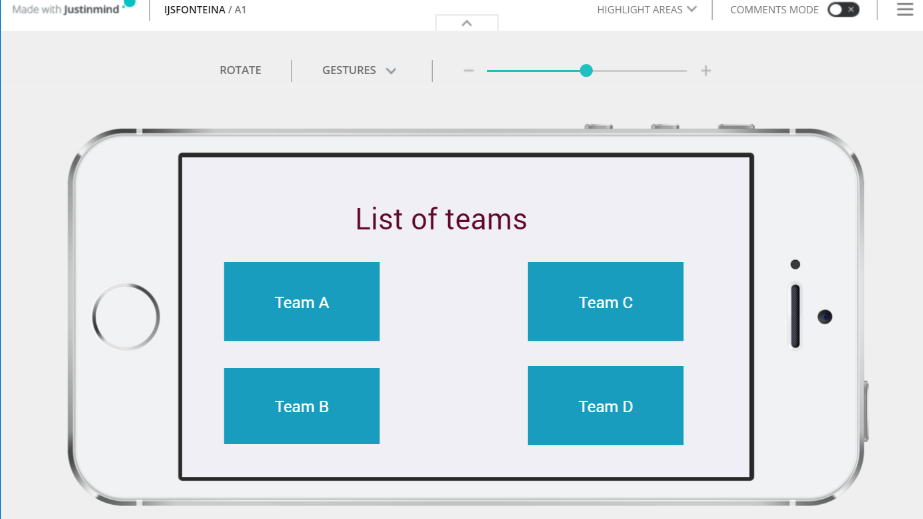 Made with Justinmind
IJSFONTEINA / A1
HIGHLIGHT AREAS
COMMENTS MODE
ROTATE
GESTURES
List of teams
Team A
Team C
Team B
Team D